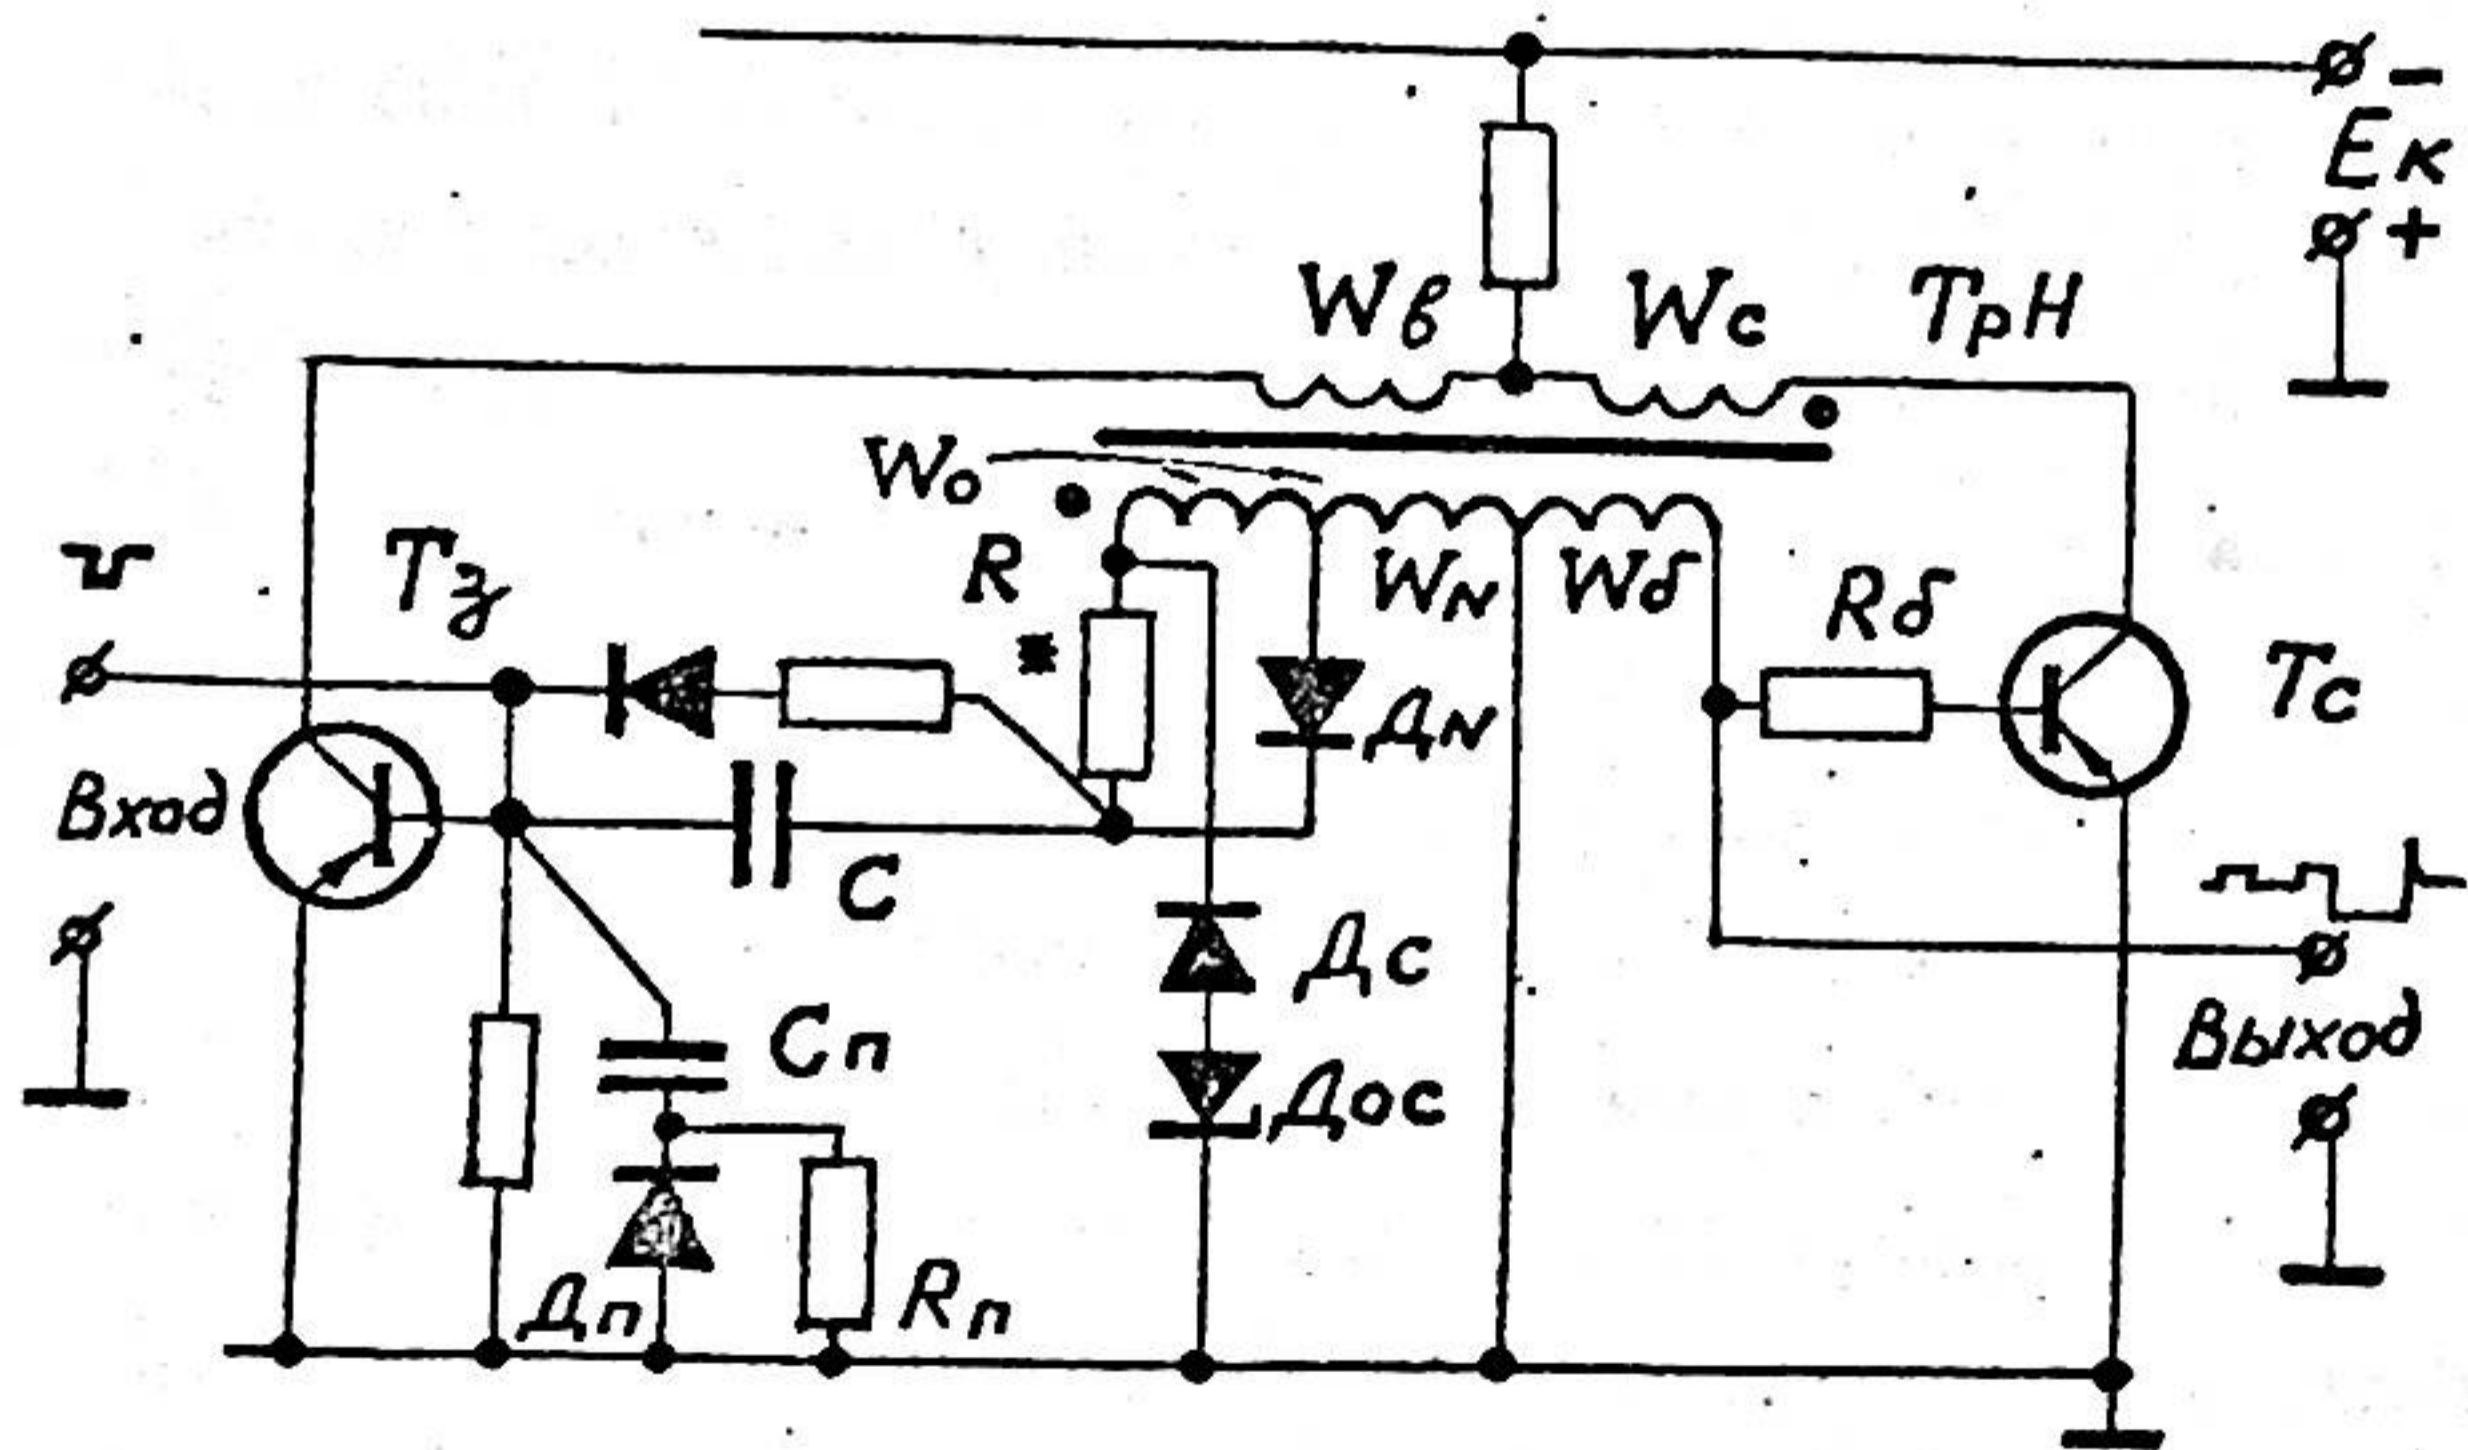 −
Eк
+
Wв
Wс
ТрН
Wо
Тз
R
*
WN
Wб
Rб
Тс
ДN
Вход
С
Дс
Сп
Дос
Выход
Дп
Rп